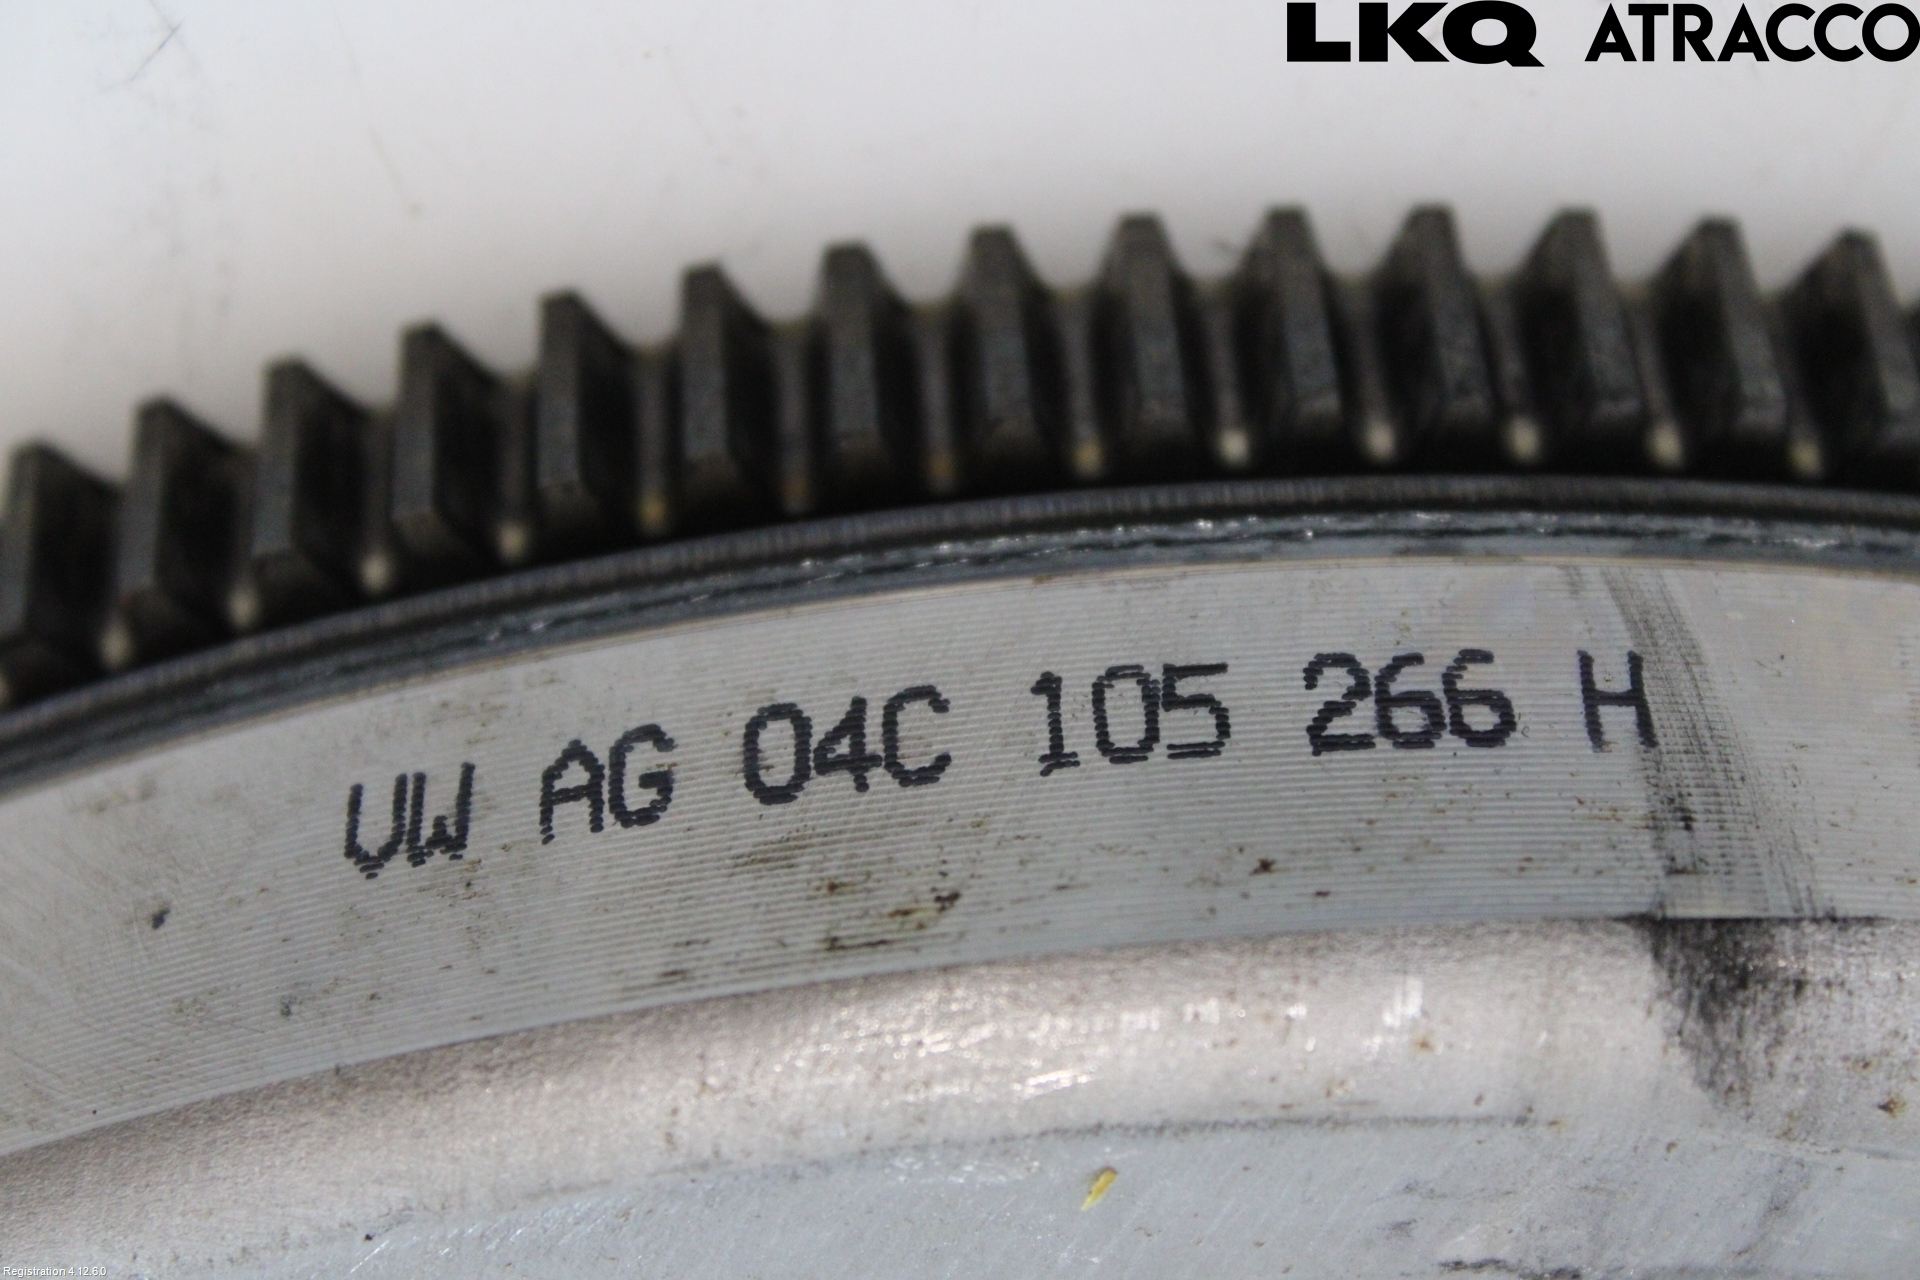 LKQ ATRACCO
VW AG 04C 105 266 H
Registration 4.12.6.0